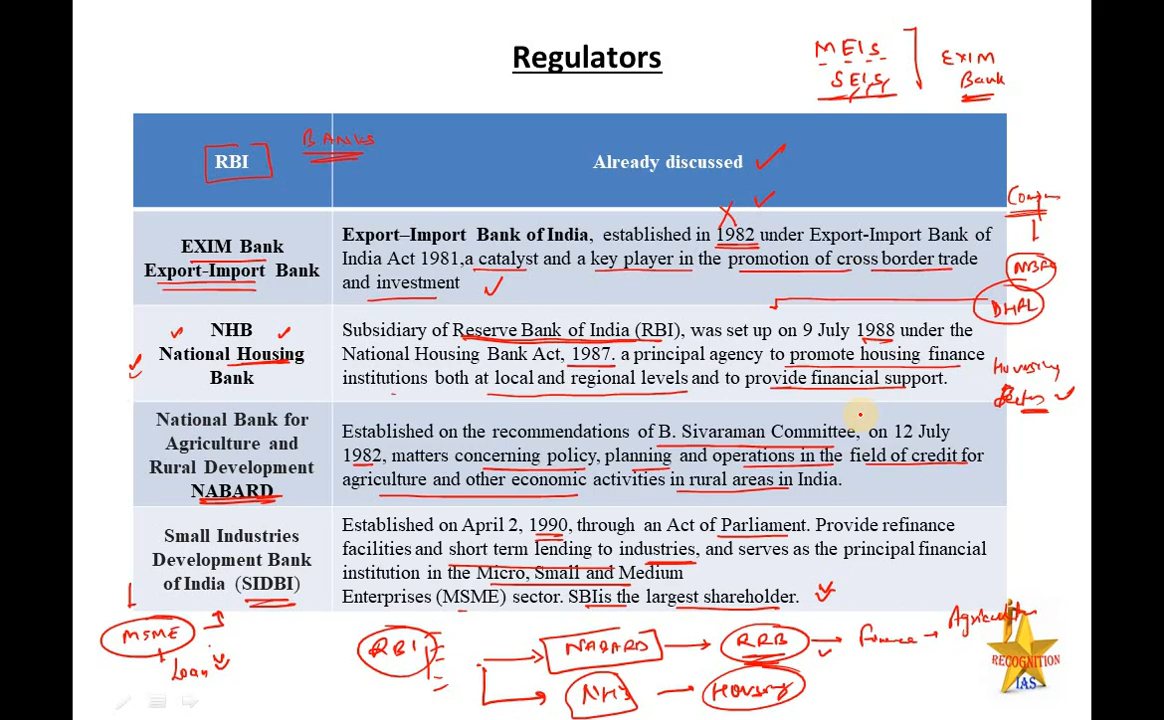 Regulators
MEIS
SEIS
EXIM
Bank
RBI
BANKS
Already discussed
EXIM Bank
Export-Import Bank
Export–Import Bank of India, established in 1982 under Export-Import Bank of
India Act 1981,a catalyst and a key player in the promotion of cross border trade
and investment
NHB
National Housing
Bank
Subsidiary of Reserve Bank of India (RBI), was set up on 9 July 1988 under the
National Housing Bank Act, 1987. a principal agency to promote housing finance
institutions both at local and regional levels and to provide financial support.
DHFL
Housing
National Bank for
Agriculture and
Rural Development
NABARD
Established on the recommendations of B. Sivaraman Committee, on 12 July
1982, matters concerning policy, planning and operations in the field of credit for
agriculture and other economic activities in rural areas in India.
Small Industries
Development Bank
of India (SIDBI)
Established on April 2, 1990, through an Act of Parliament. Provide refinance
facilities and short term lending to industries, and serves as the principal financial
institution in the Micro, Small and Medium
Enterprises (MSME) sector. SBIis the largest shareholder.
MSME
Loan
RBI
NABARD
RRB
Finance
Agriculture
NHB
Housing
RECOGNITION
IAS